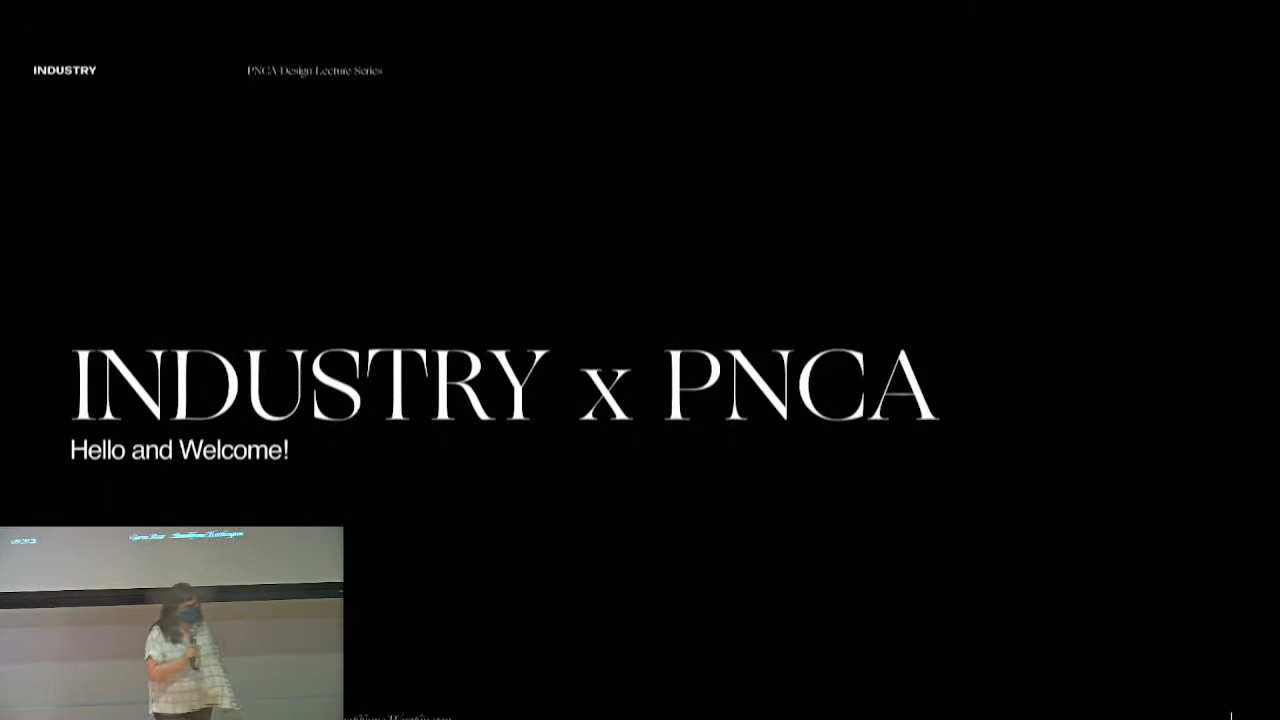 INDUSTRY
PNCA Design Lecture Series
INDUSTRY x PNCA
Hello and Welcome!